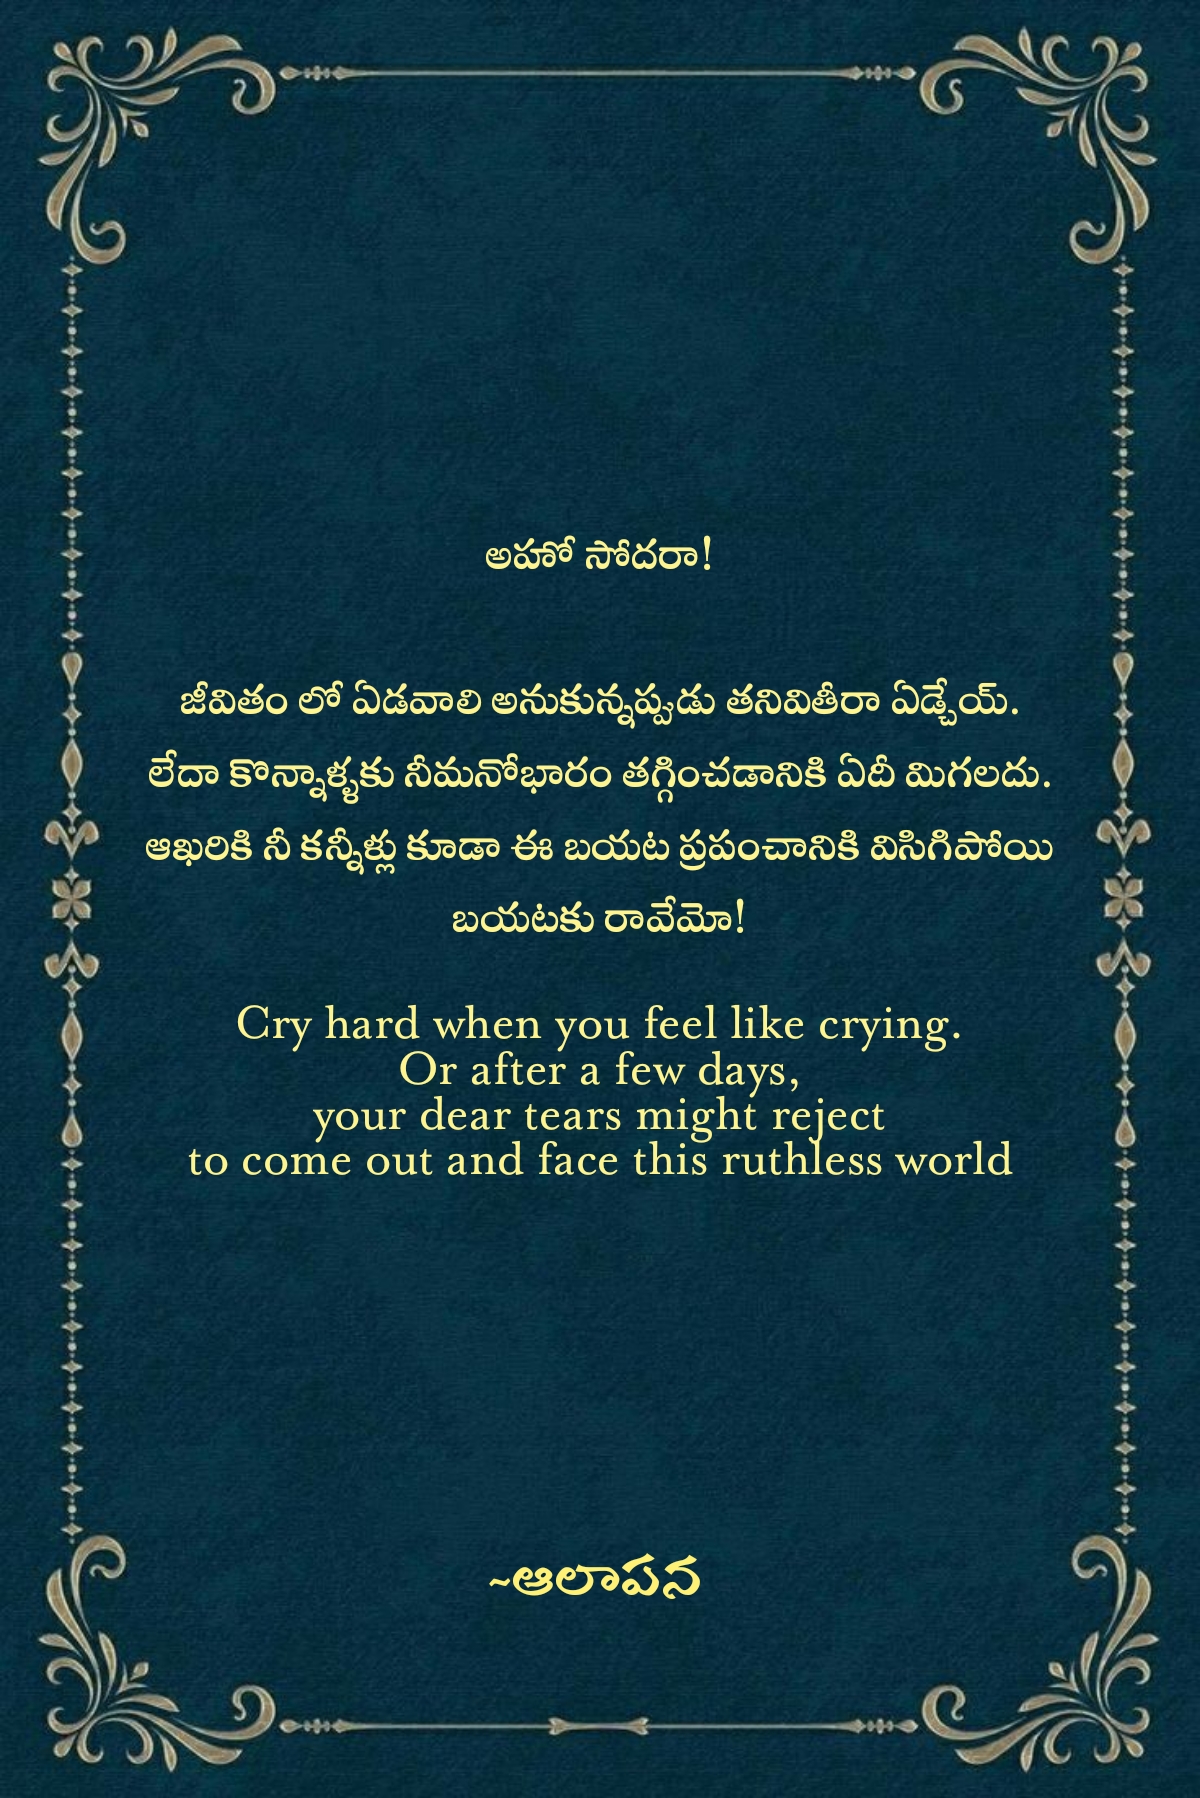 అహో సోదరా!
జీవితం లో ఏడవాలి అనుకున్నప్పుడు తనివితీరా ఏడ్చేయ్.
లేదా కొన్నాళ్ళకు నీమనోభారం తగ్గించడానికి ఏదీ మిగలదు.
ఆఖరికి నీ కన్నీళ్లు కూడా ఈ బయట ప్రపంచానికి విసిగిపోయి
బయటకు రావేమో!
Cry hard when you feel like crying.
Or after a few days,
your dear tears might reject
to come out and face this ruthless world
~ఆలాపన